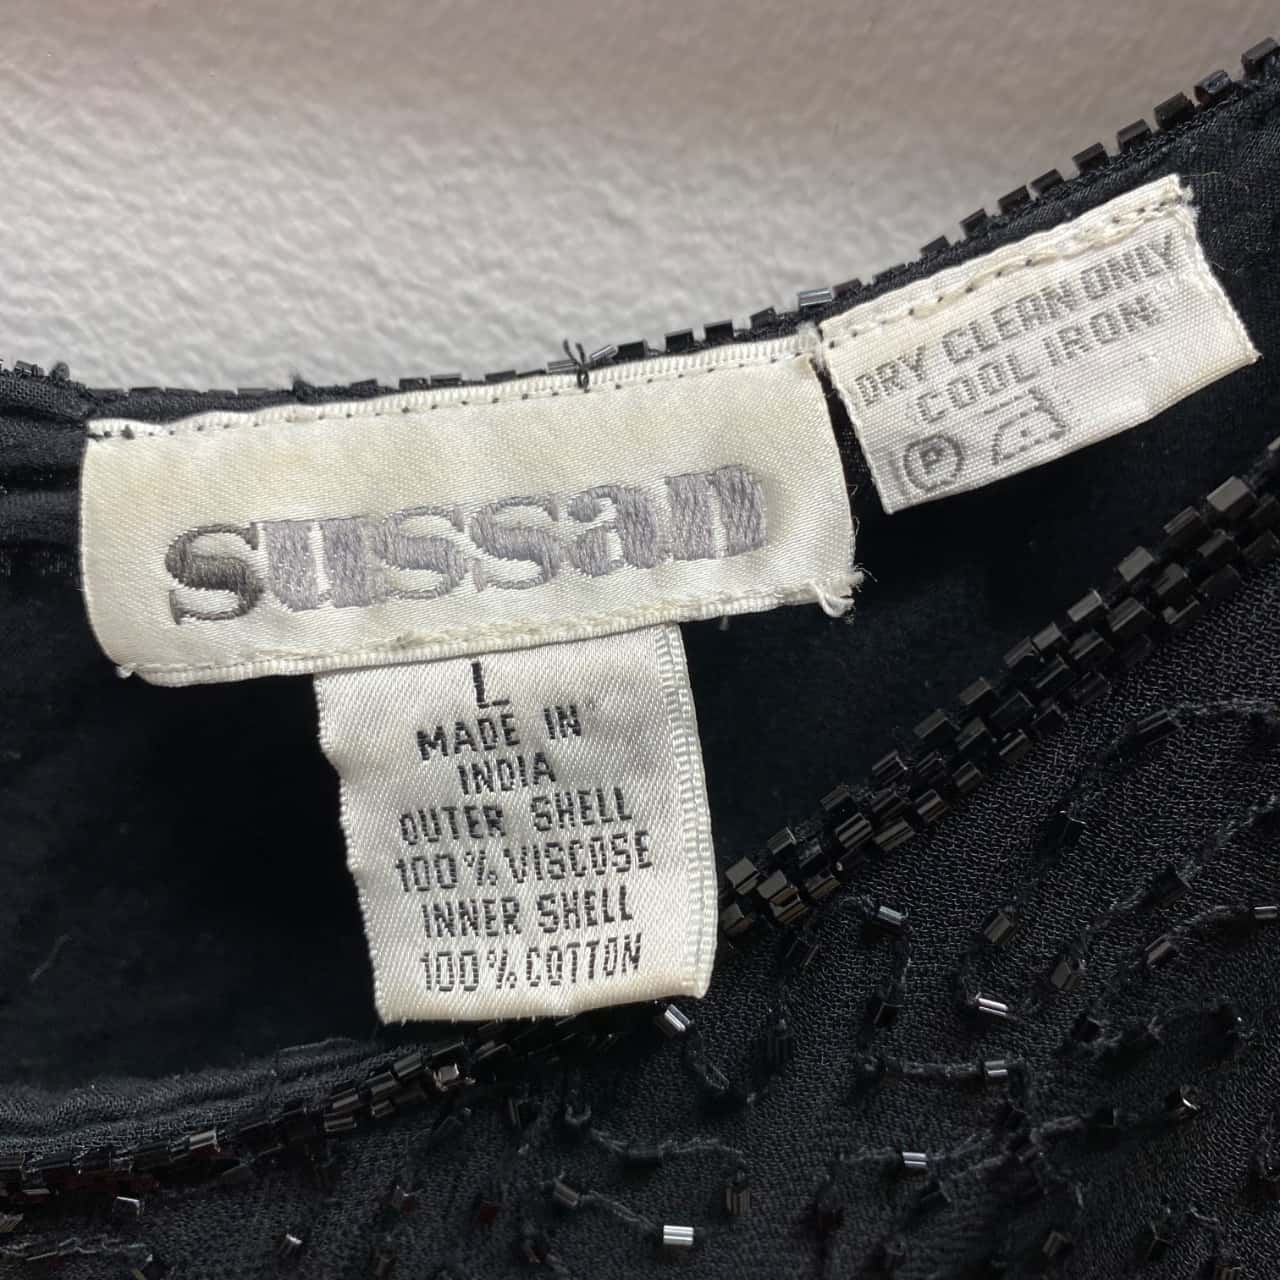 sussan
L
MADE IN
INDIA
OUTER SHELL
100% VISCOSE
INNER SHELL
100% COTTON
DRY CLEAN ONLY
COOL IRON
P